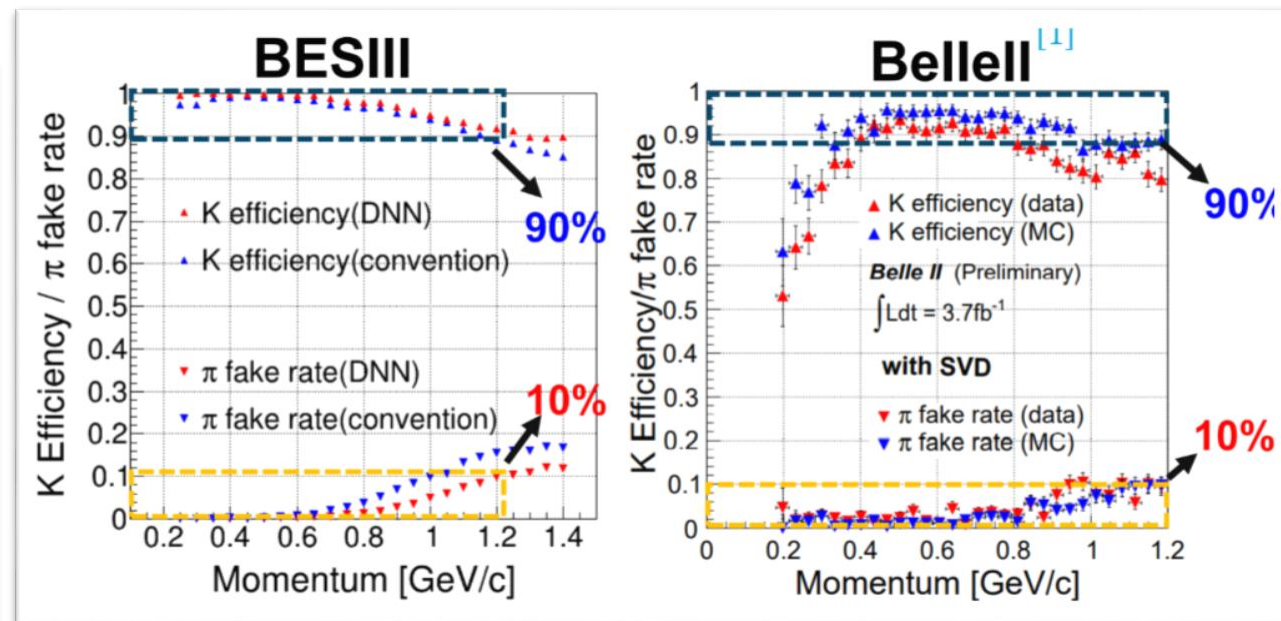 BESIII
K Efficiency / π fake rate
1
0.9
0.8
0.7
0.6
0.5
0.4
0.3
0.2
0.1
0
K efficiency(DNN)
K efficiency(convention)
90%
π fake rate(DNN)
π fake rate(convention)
10%
0.2 0.4 0.6 0.8 1 1.2 1.4
Momentum [GeV/c]
BelleII [1]
K Efficiency/π fake rate
1
0.9
0.8
0.7
0.6
0.5
0.4
0.3
0.2
0.1
0
K efficiency (data)
K efficiency (MC)
90%
Belle II (Preliminary)
∫Ldt = 3.7fb⁻¹
with SVD
π fake rate (data)
π fake rate (MC)
10%
0 0.2 0.4 0.6 0.8 1 1.2
Momentum [GeV/c]